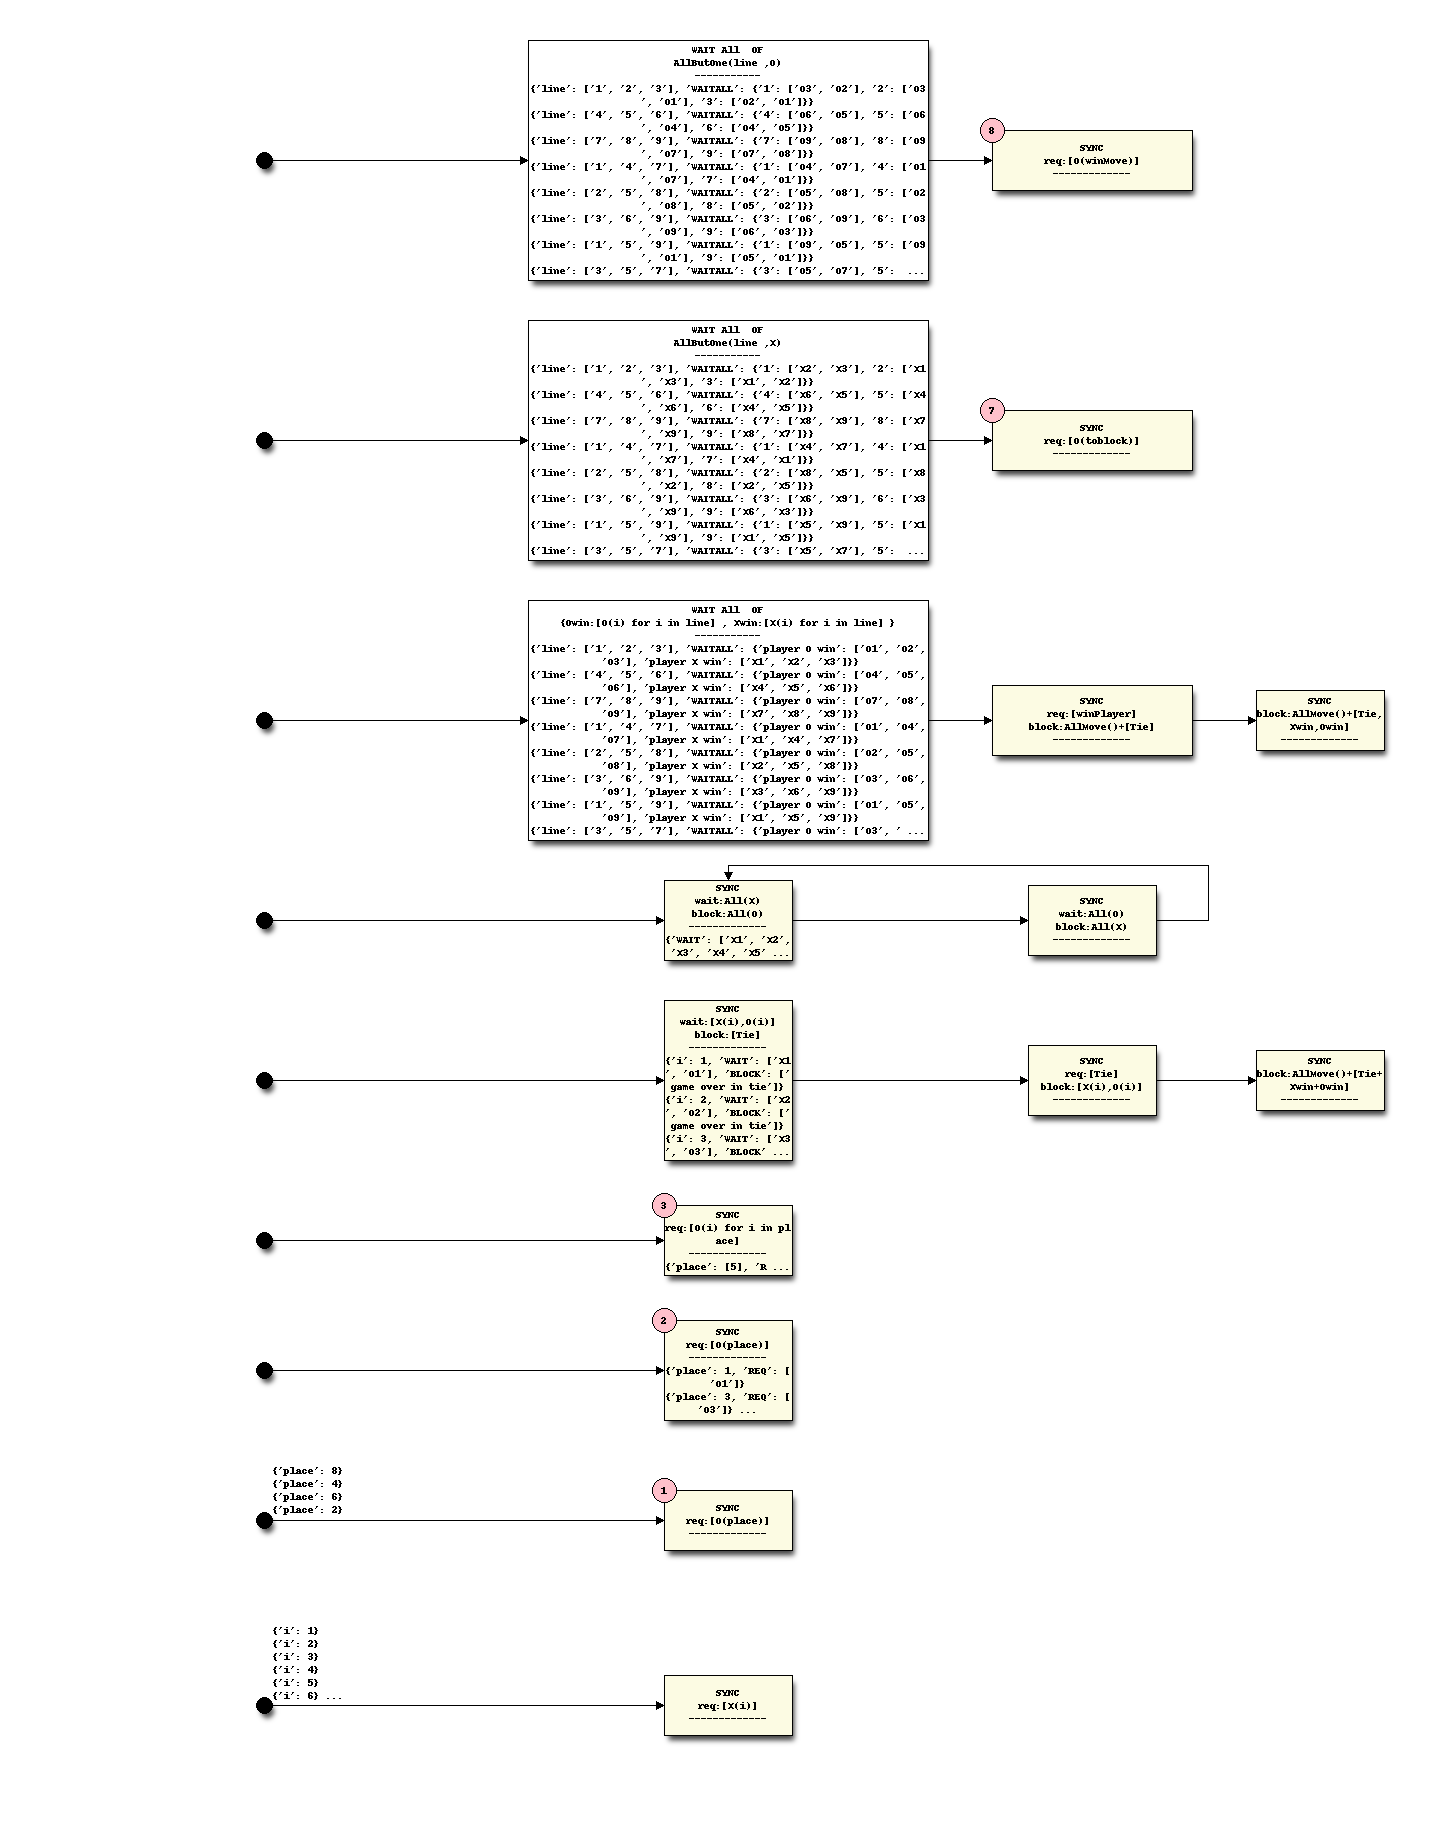 WAIT All  OF
AllButOne(line ,O)
-----------
{'line': ['1', '2', '3'], 'WAITALL': {'1': ['O3', 'O2'], '2': ['O3
', 'O1'], '3': ['O2', 'O1']}}
{'line': ['4', '5', '6'], 'WAITALL': {'4': ['O6', 'O5'], '5': ['O6
', 'O4'], '6': ['O4', 'O5']}}
{'line': ['7', '8', '9'], 'WAITALL': {'7': ['O9', 'O8'], '8': ['O9
', 'O7'], '9': ['O7', 'O8']}}
{'line': ['1', '4', '7'], 'WAITALL': {'1': ['O4', 'O7'], '4': ['O1
', 'O7'], '7': ['O4', 'O1']}}
{'line': ['2', '5', '8'], 'WAITALL': {'2': ['O5', 'O8'], '5': ['O2
', 'O8'], '8': ['O5', 'O2']}}
{'line': ['3', '6', '9'], 'WAITALL': {'3': ['O6', 'O9'], '6': ['O3
', 'O9'], '9': ['O6', 'O3']}}
{'line': ['1', '5', '9'], 'WAITALL': {'1': ['O9', 'O5'], '5': ['O9
', 'O1'], '9': ['O5', 'O1']}}
{'line': ['3', '5', '7'], 'WAITALL': {'3': ['O5', 'O7'], '5':  ...
8
SYNC
req:[O(winMove)]
-------------
WAIT All  OF
AllButOne(line ,X)
-----------
{'line': ['1', '2', '3'], 'WAITALL': {'1': ['X2', 'X3'], '2': ['X1
', 'X3'], '3': ['X1', 'X2']}}
{'line': ['4', '5', '6'], 'WAITALL': {'4': ['X6', 'X5'], '5': ['X4
', 'X6'], '6': ['X4', 'X5']}}
{'line': ['7', '8', '9'], 'WAITALL': {'7': ['X8', 'X9'], '8': ['X7
', 'X9'], '9': ['X8', 'X7']}}
{'line': ['1', '4', '7'], 'WAITALL': {'1': ['X4', 'X7'], '4': ['X1
', 'X7'], '7': ['X4', 'X1']}}
{'line': ['2', '5', '8'], 'WAITALL': {'2': ['X8', 'X5'], '5': ['X8
', 'X2'], '8': ['X2', 'X5']}}
{'line': ['3', '6', '9'], 'WAITALL': {'3': ['X6', 'X9'], '6': ['X3
', 'X9'], '9': ['X6', 'X3']}}
{'line': ['1', '5', '9'], 'WAITALL': {'1': ['X5', 'X9'], '5': ['X1
', 'X9'], '9': ['X1', 'X5']}}
{'line': ['3', '5', '7'], 'WAITALL': {'3': ['X5', 'X7'], '5':  ...
7
SYNC
req:[O(toblock)]
-------------
WAIT All  OF
{Owin:[O(i) for i in line] , Xwin:[X(i) for i in line] }
-----------
{'line': ['1', '2', '3'], 'WAITALL': {'player O win': ['O1', 'O2',
'O3'], 'player X win': ['X1', 'X2', 'X3']}}
{'line': ['4', '5', '6'], 'WAITALL': {'player O win': ['O4', 'O5',
'O6'], 'player X win': ['X4', 'X5', 'X6']}}
{'line': ['7', '8', '9'], 'WAITALL': {'player O win': ['O7', 'O8',
'O9'], 'player X win': ['X7', 'X8', 'X9']}}
{'line': ['1', '4', '7'], 'WAITALL': {'player O win': ['O1', 'O4',
'O7'], 'player X win': ['X1', 'X4', 'X7']}}
{'line': ['2', '5', '8'], 'WAITALL': {'player O win': ['O2', 'O5',
'O8'], 'player X win': ['X2', 'X5', 'X8']}}
{'line': ['3', '6', '9'], 'WAITALL': {'player O win': ['O3', 'O6',
'O9'], 'player X win': ['X3', 'X6', 'X9']}}
{'line': ['1', '5', '9'], 'WAITALL': {'player O win': ['O1', 'O5',
'O9'], 'player X win': ['X1', 'X5', 'X9']}}
{'line': ['3', '5', '7'], 'WAITALL': {'player O win': ['O3', ' ...
SYNC
req:[winPlayer]
block:AllMove()+[Tie]
-------------
SYNC
block:AllMove()+[Tie,
Xwin,Owin]
-------------
SYNC
wait:All(X)
block:All(O)
-------------
{'WAIT': ['X1', 'X2',
'X3', 'X4', 'X5' ...
SYNC
wait:All(O)
block:All(X)
-------------
SYNC
wait:[X(i),O(i)]
block:[Tie]
-------------
{'i': 1, 'WAIT': ['X1
', 'O1'], 'BLOCK': ['
game over in tie']}
{'i': 2, 'WAIT': ['X2
', 'O2'], 'BLOCK': ['
game over in tie']}
{'i': 3, 'WAIT': ['X3
', 'O3'], 'BLOCK' ...
SYNC
req:[Tie]
block:[X(i),O(i)]
-------------
SYNC
block:AllMove()+[Tie+
Xwin+Owin]
-------------
3
SYNC
req:[O(i) for i in pl
ace]
-------------
{'place': [5], 'R ...
2
SYNC
req:[O(place)]
-------------
{'place': 1, 'REQ': [
'O1']}
{'place': 3, 'REQ': [
'O3']} ...
{'place': 8}
{'place': 4}
{'place': 6}
{'place': 2}
1
SYNC
req:[O(place)]
-------------
{'i': 1}
{'i': 2}
{'i': 3}
{'i': 4}
{'i': 5}
{'i': 6} ...
SYNC
req:[X(i)]
-------------